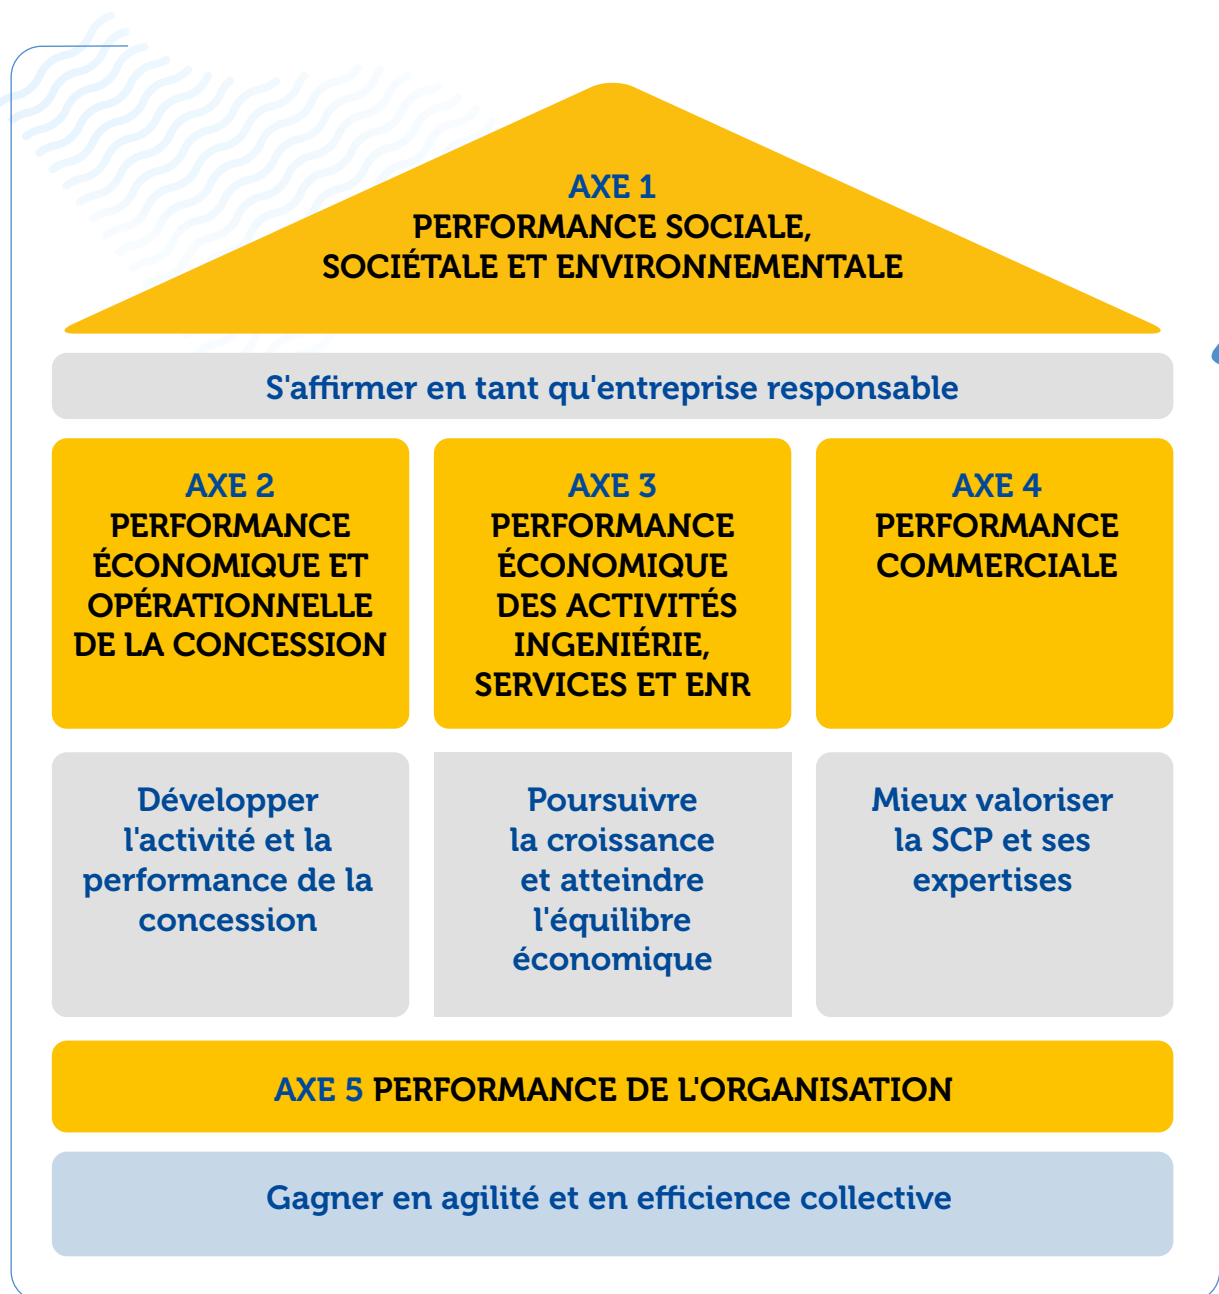 AXE 1
PERFORMANCE SOCIALE,
SOCIÉTALE ET ENVIRONNEMENTALE
S'affirmer en tant qu'entreprise responsable
AXE 2
PERFORMANCE
ÉCONOMIQUE ET
OPÉRATIONNELLE
DE LA CONCESSION
AXE 3
PERFORMANCE
ÉCONOMIQUE
DES ACTIVITÉS
INGENIÉRIE,
SERVICES ET ENR
AXE 4
PERFORMANCE
COMMERCIALE
Développer
l'activité et la
performance de la
concession
Poursuivre
la croissance
et atteindre
l'équilibre
économique
Mieux valoriser
la SCP et ses
expertises
AXE 5 PERFORMANCE DE L'ORGANISATION
Gagner en agilité et en efficience collective